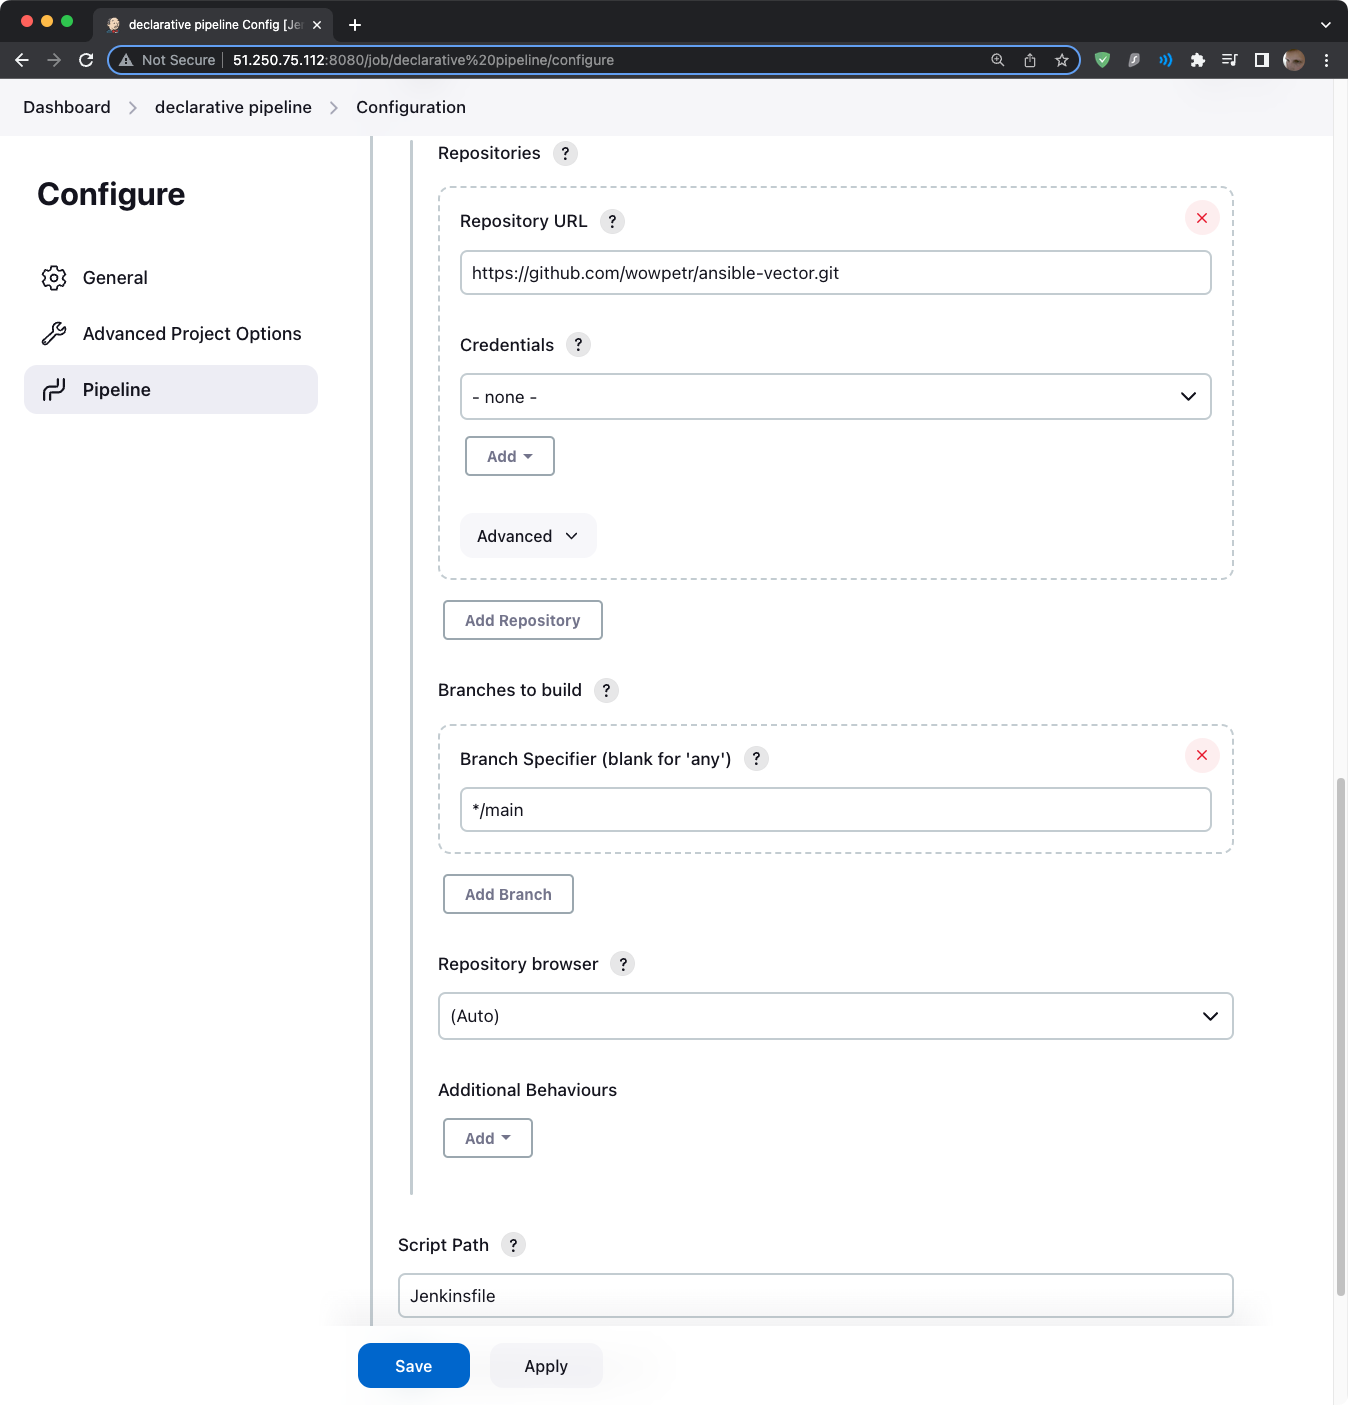 declarative pipeline Config [Je
Not Secure 51.250.75.112:8080/job/declarative%20pipeline/configure
Dashboard declarative pipeline Configuration
Configure
General
Advanced Project Options
Pipeline
Repositories ?
Repository URL ?
https://github.com/wowpetr/ansible-vector.git
Credentials ?
- none -
Add
Advanced
Add Repository
Branches to build ?
Branch Specifier (blank for 'any') ?
*/main
Add Branch
Repository browser ?
(Auto)
Additional Behaviours
Add
Script Path ?
Jenkinsfile
Save Apply